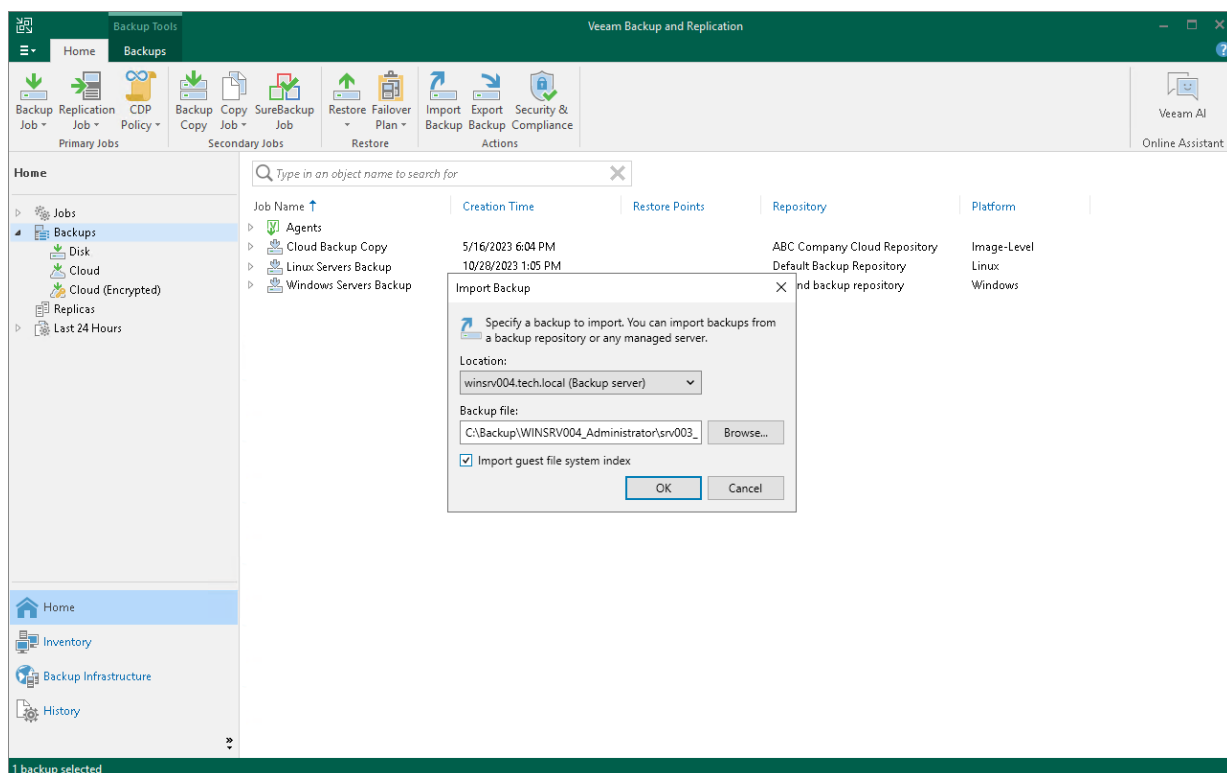 Backup Tools
Veeam Backup and Replication
Home Backups
Backup Replication CDP Backup Copy SureBackup Restore Failover Import Export Security & Veeam AI
Job Job Policy Copy Job Job Plan Backup Backup Compliance
Primary Jobs Secondary Jobs Restore Actions Online Assistant
Home
Type in an object name to search for
Job Name Creation Time Restore Points Repository Platform
Jobs
Agents
Backups
Cloud Backup Copy 5/16/2023 6:04 PM ABC Company Cloud Repository Image-Level
Disk
Linux Servers Backup 10/28/2023 1:05 PM Default Backup Repository Linux
Cloud
Windows Servers Backup nd backup repository Windows
Cloud (Encrypted)
Replicas
Last 24 Hours
Import Backup
Specify a backup to import. You can import backups from
a backup repository or any managed server.
Location:
winsrv004.tech.local (Backup server)
Backup file:
C:\Backup\WINSRV004_Administrator\srv003_ Browse...
Import guest file system index
OK Cancel
Home
Inventory
Backup Infrastructure
History
1 backup selected